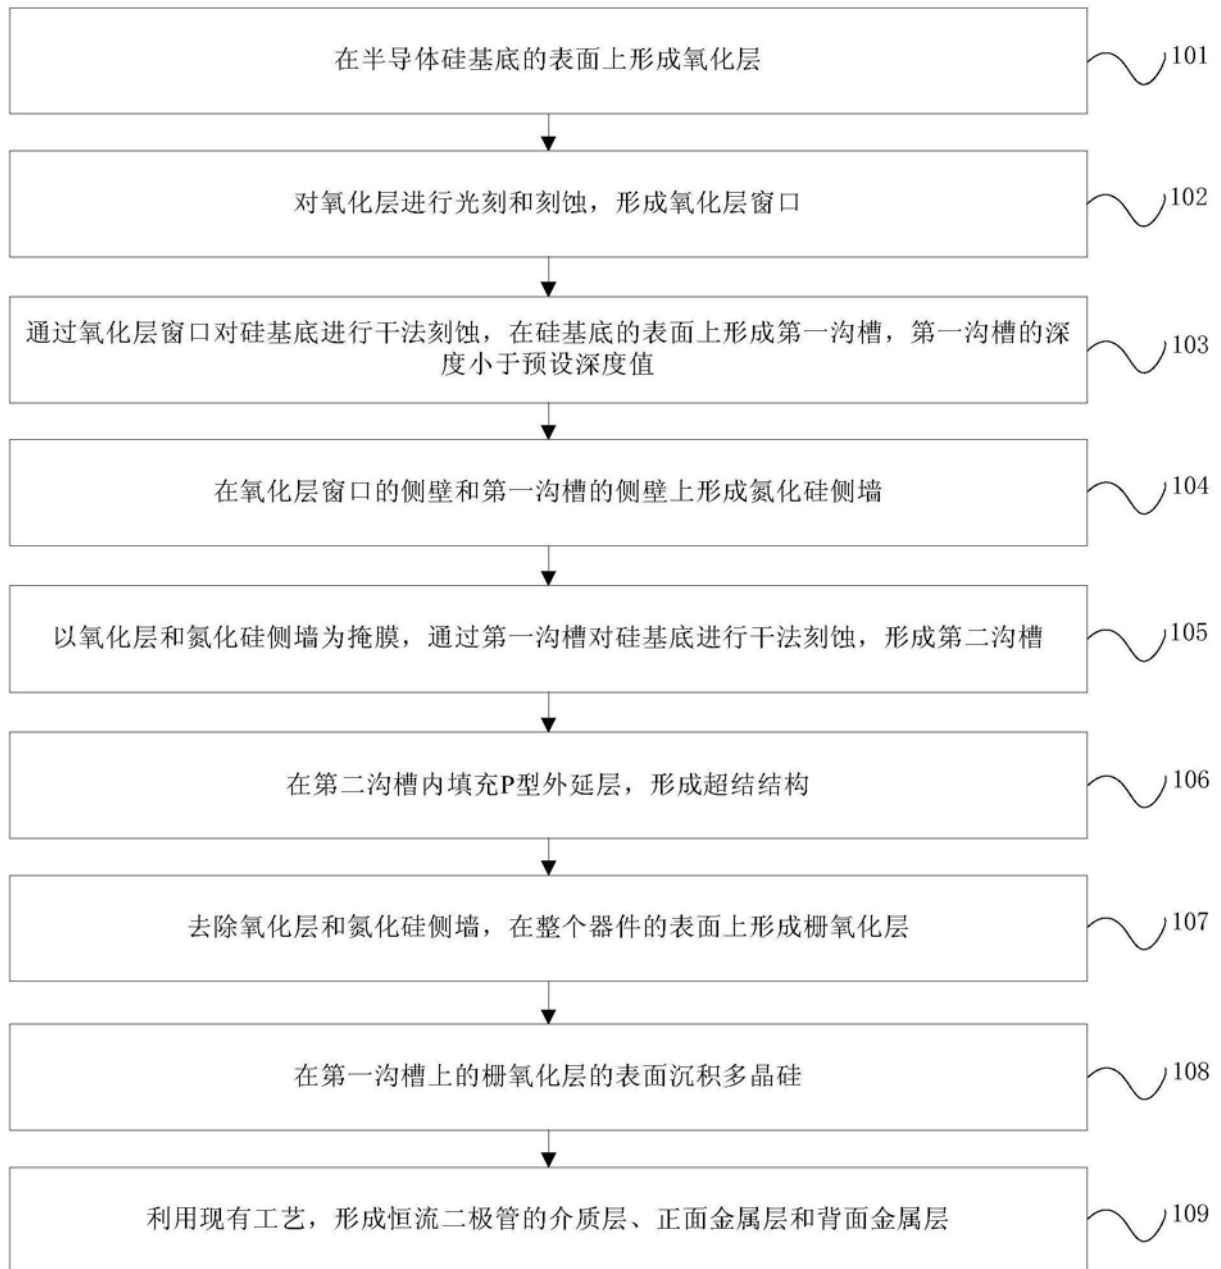 在半导体硅基底的表面上形成氧化层
101
对氧化层进行光刻和刻蚀，形成氧化层窗口
102
通过氧化层窗口对硅基底进行干法刻蚀，在硅基底的表面上形成第一沟槽，第一沟槽的深
度小于预设深度值
103
在氧化层窗口的侧壁和第一沟槽的侧壁上形成氮化硅侧墙
104
以氧化层和氮化硅侧墙为掩膜，通过第一沟槽对硅基底进行干法刻蚀，形成第二沟槽
105
在第二沟槽内填充P型外延层，形成超结结构
106
去除氧化层和氮化硅侧墙，在整个器件的表面上形成栅氧化层
107
在第一沟槽上的栅氧化层的表面沉积多晶硅
108
利用现有工艺，形成恒流二极管的介质层、正面金属层和背面金属层
109